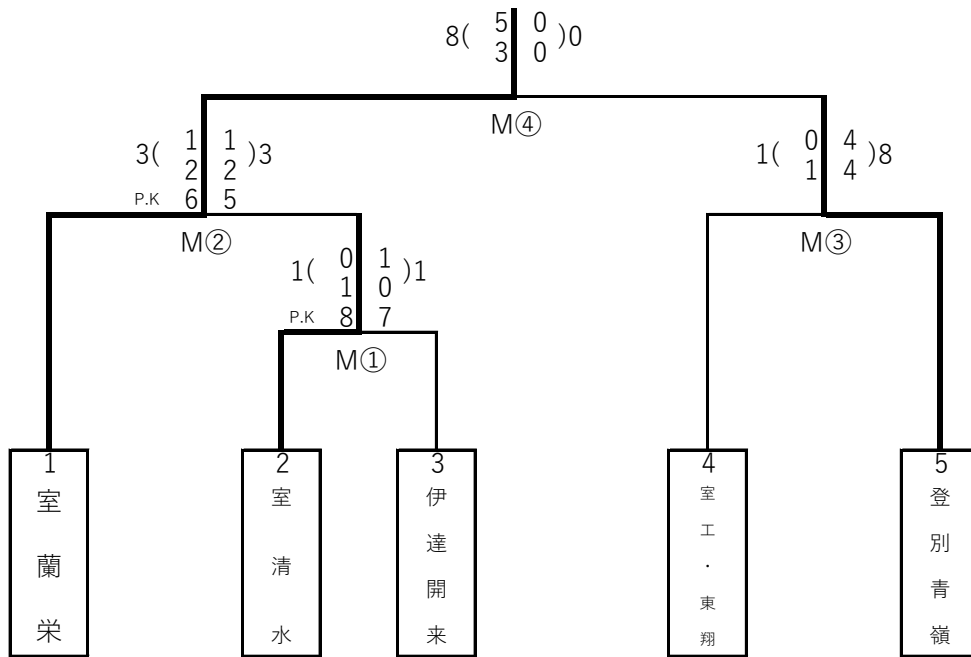 8( 5 0 )0
3 0
M④
3( 1 1 )3
2 2
P.K 6 5
M②
1( 0 4 )8
1 4
M③
1( 0 1 )1
1 0
P.K 8 7
M①
1
室蘭栄
2
室清水
3
伊達開来
4
室工・東翔
5
登別青嶺